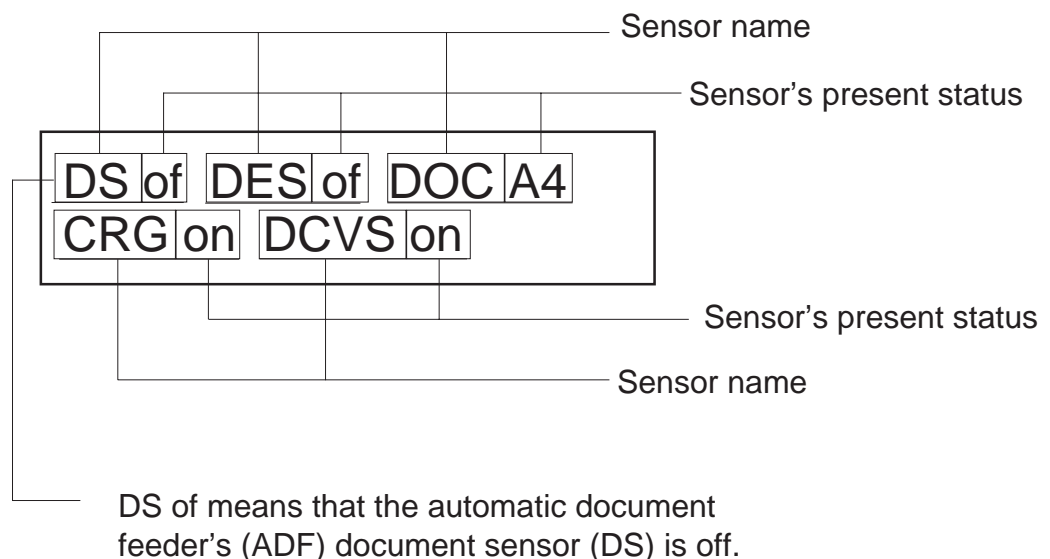 Sensor name
Sensor's present status
DS of DES of DOC A4
CRG on DCVS on
Sensor's present status
Sensor name
DS of means that the automatic document
feeder's (ADF) document sensor (DS) is off.